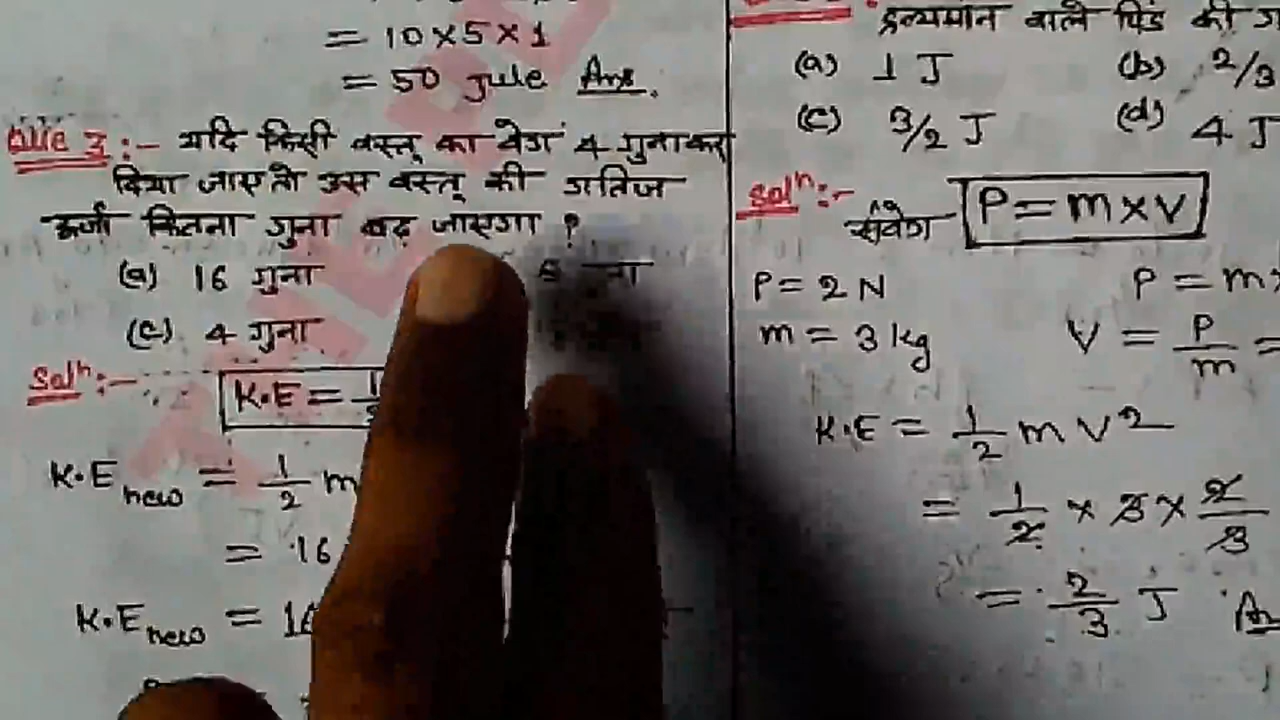 = 10×5×1
= 50 Jule Ans.
Que 3:- यदि किसी वस्तू का वेग 4 गुना कर
दिया जाए तो उस वस्तू की गतिज
ऊर्जा कितना गुना बढ़ जाएगा ?
(a) 16 गुना
(c) 4 गुना
Solⁿ:-
K.E = 1
K.E new = 1/2 m
= 16
K.E new = 16
द्रव्यमान वाले पिंड की ग
(a) 1 J (b) 2/3
(c) 3/2 J (d) 4 J
Solⁿ:- संवेग P = m×V
P = 2 N P = m×
m = 3 kg V = P/m =
K.E = 1/2 m V²
= 1/2 × 3 × 2/3
= 2/3 J An